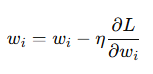 w_i = w_i − η ∂L/∂w_i